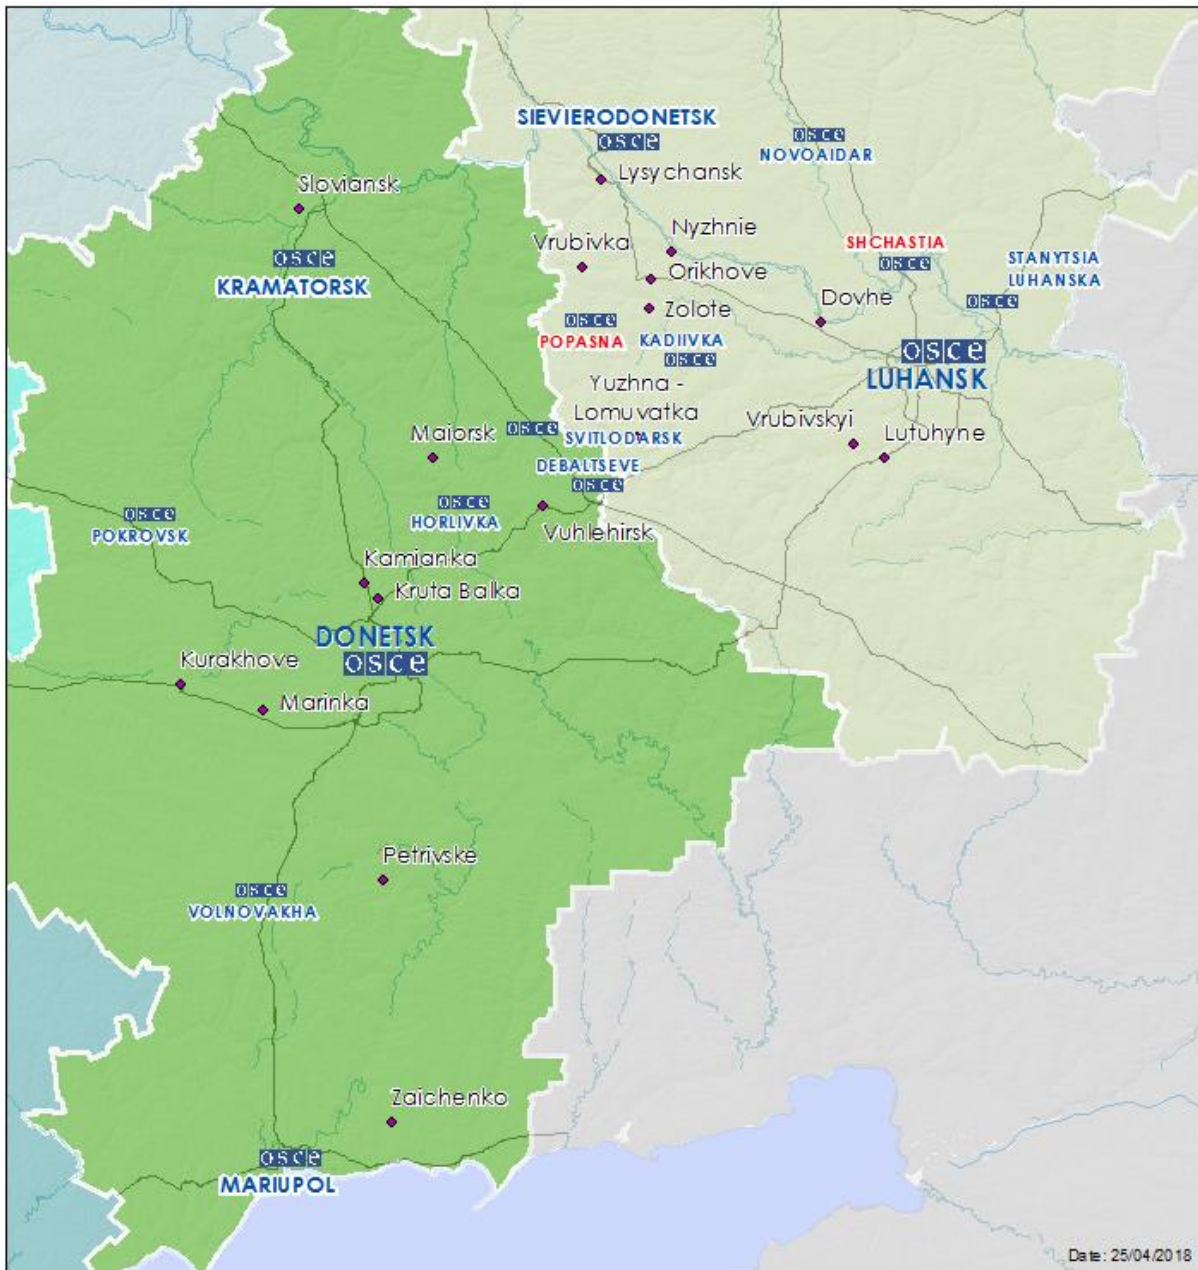 SIEVIERODONETSK
osce
osce
NOVOAIDAR
Lysychansk
Sloviansk
Nyzhnie
Vrubivka
SHCHASTIA
osce
osce
KRAMATORSK
STANYTSIA
LUHANSKA
osce
Orikhove
Dovhe
Zolote
osce
POPASNA
KADIIVKA
osce
osce
LUHANSK
Yuzhna -
Lomuvatka
Vrubivskyi
Lutuhyne
Maiorsk
osce
SVITLODARSK
DEBALTSEVE
osce
osce
HORLIVKA
osce
POKROVSK
Vuhlehirsk
Kamianka
Kruta Balka
DONETSK
osce
Kurakhove
Marinka
Petrivske
osce
VOLNOVAKHA
Zaichenko
osce
MARIUPOL
Date: 25/04/2018